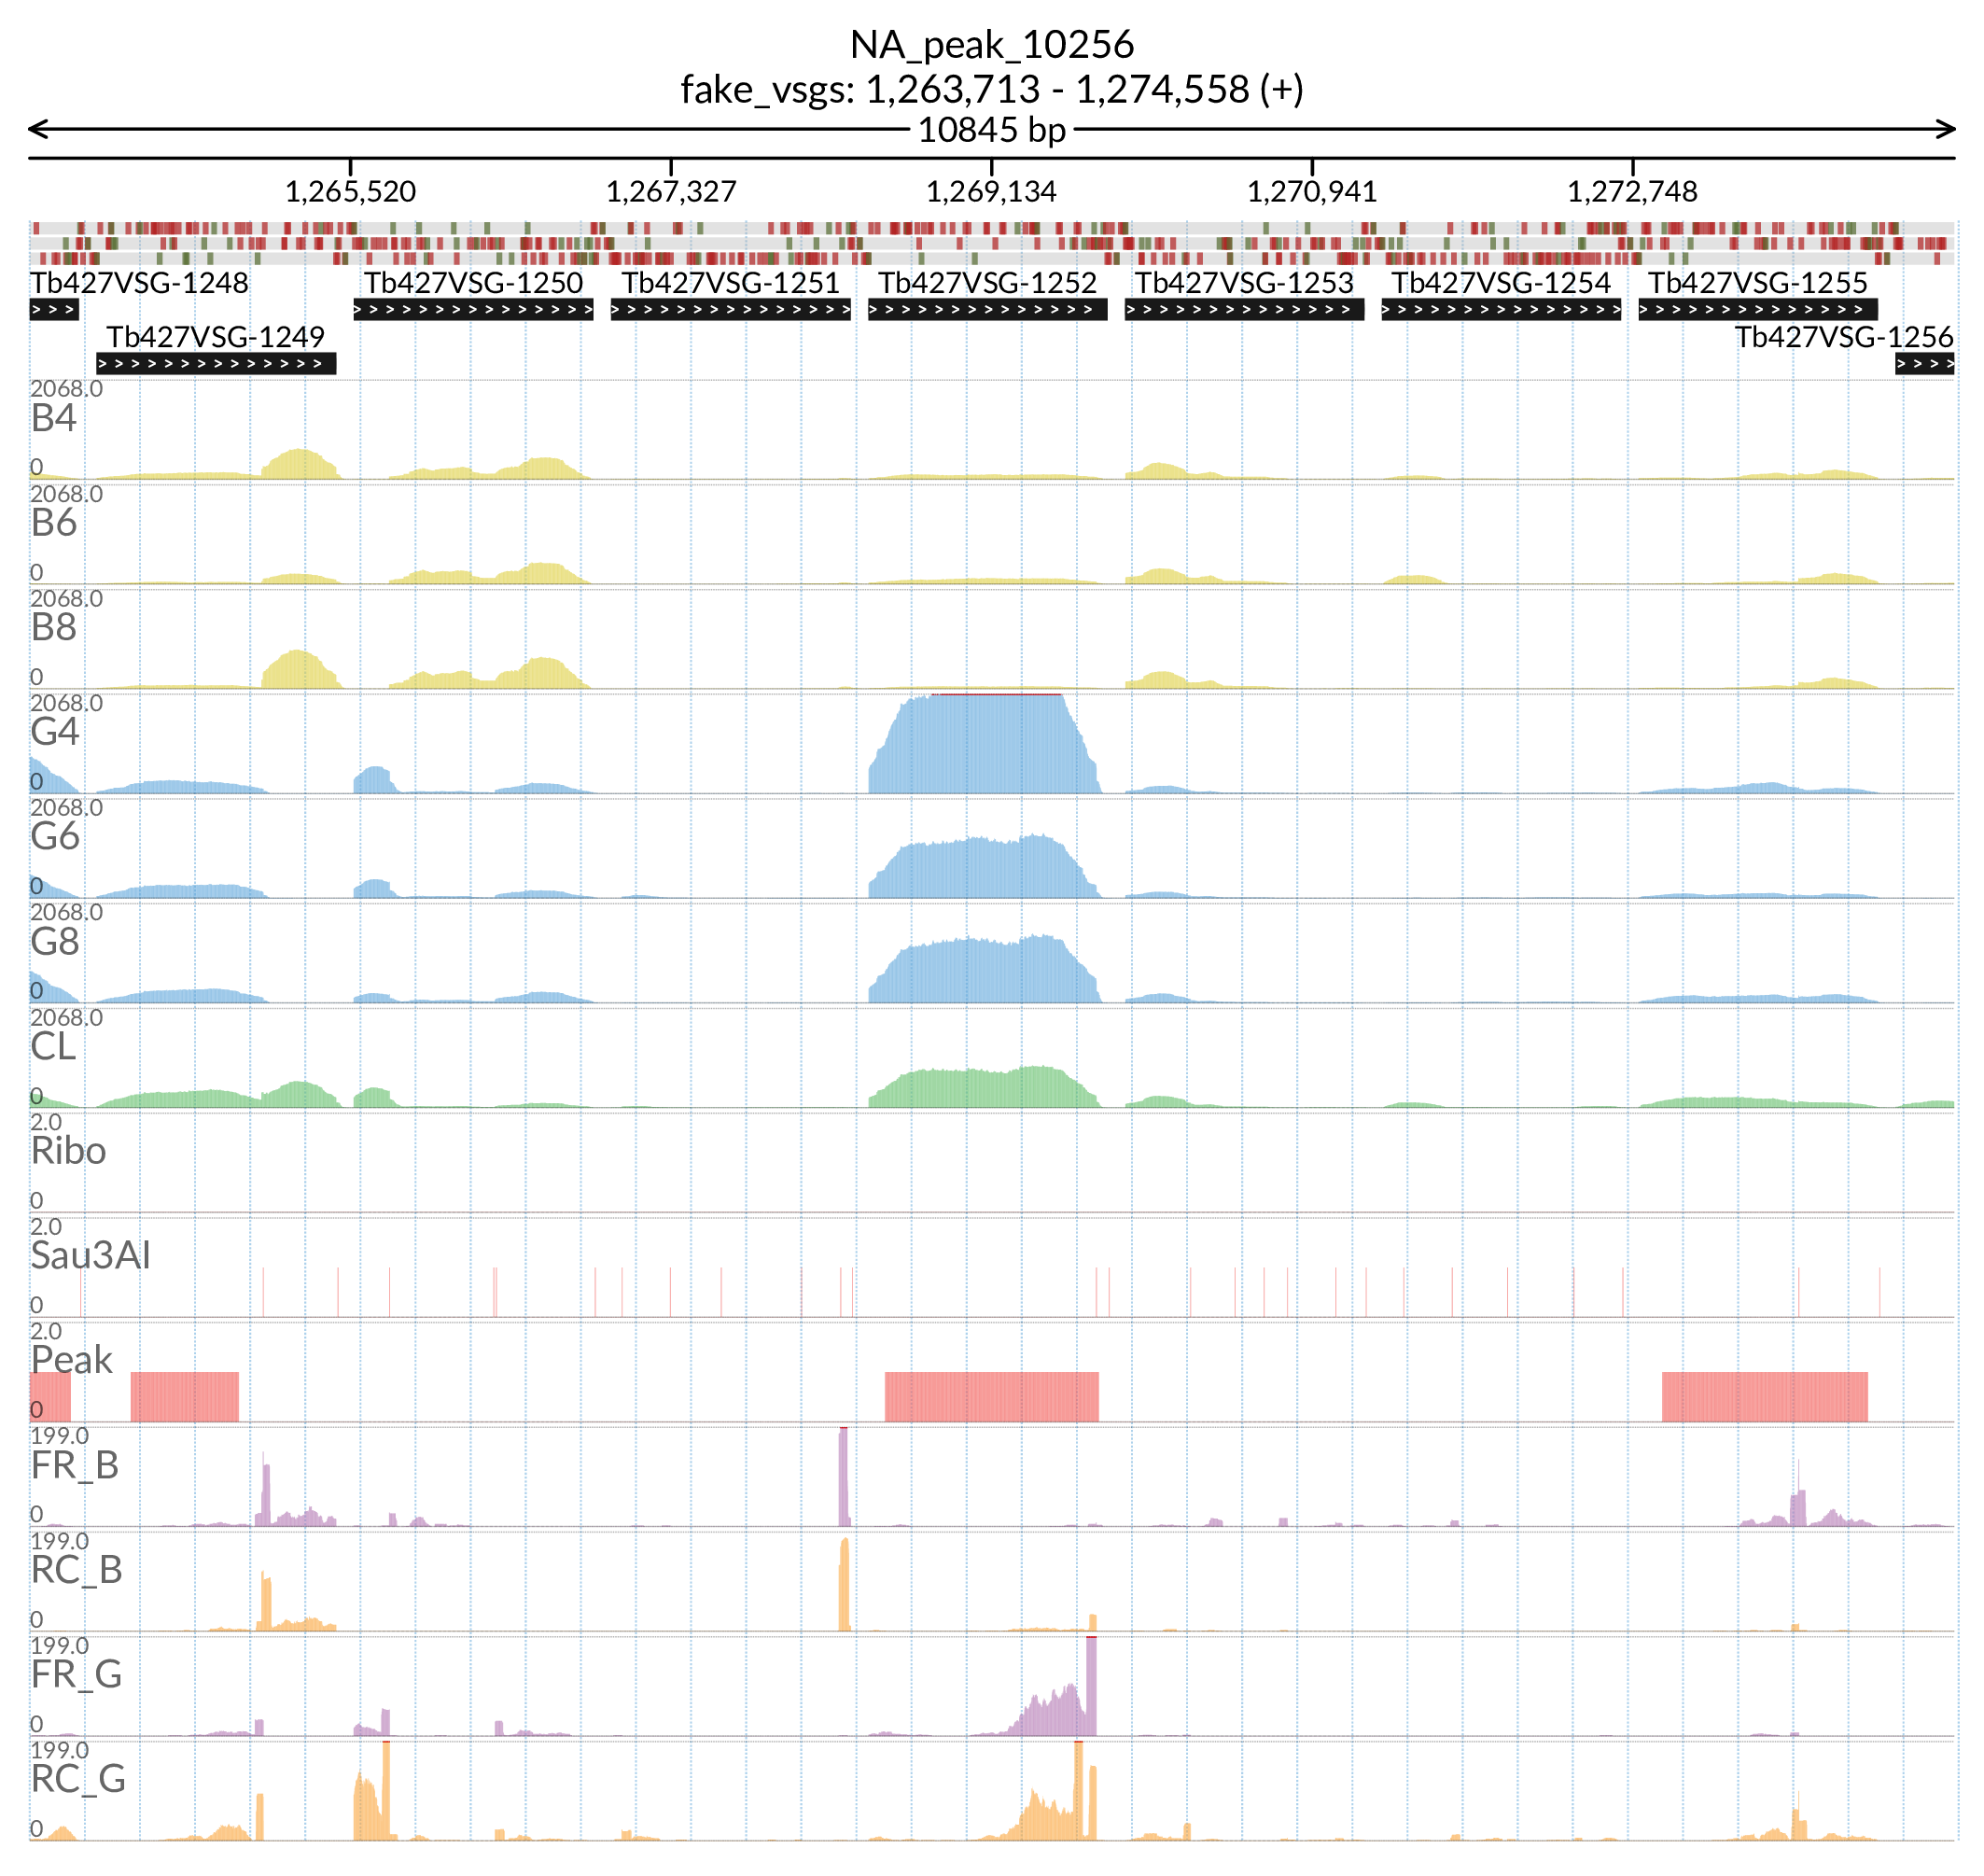 NA_peak_10256
fake_vsgs: 1,263,713 - 1,274,558 (+)
10845 bp
1,265,520 1,267,327 1,269,134 1,270,941 1,272,748
Tb427VSG-1248 Tb427VSG-1250 Tb427VSG-1251 Tb427VSG-1252 Tb427VSG-1253 Tb427VSG-1254 Tb427VSG-1255
Tb427VSG-1249 Tb427VSG-1256
2068.0
B4
0
2068.0
B6
0
2068.0
B8
0
2068.0
G4
0
2068.0
G6
0
2068.0
G8
0
2068.0
CL
0
2.0
Ribo
0
2.0
Sau3AI
0
2.0
Peak
0
199.0
FR_B
0
199.0
RC_B
0
199.0
FR_G
0
199.0
RC_G
0